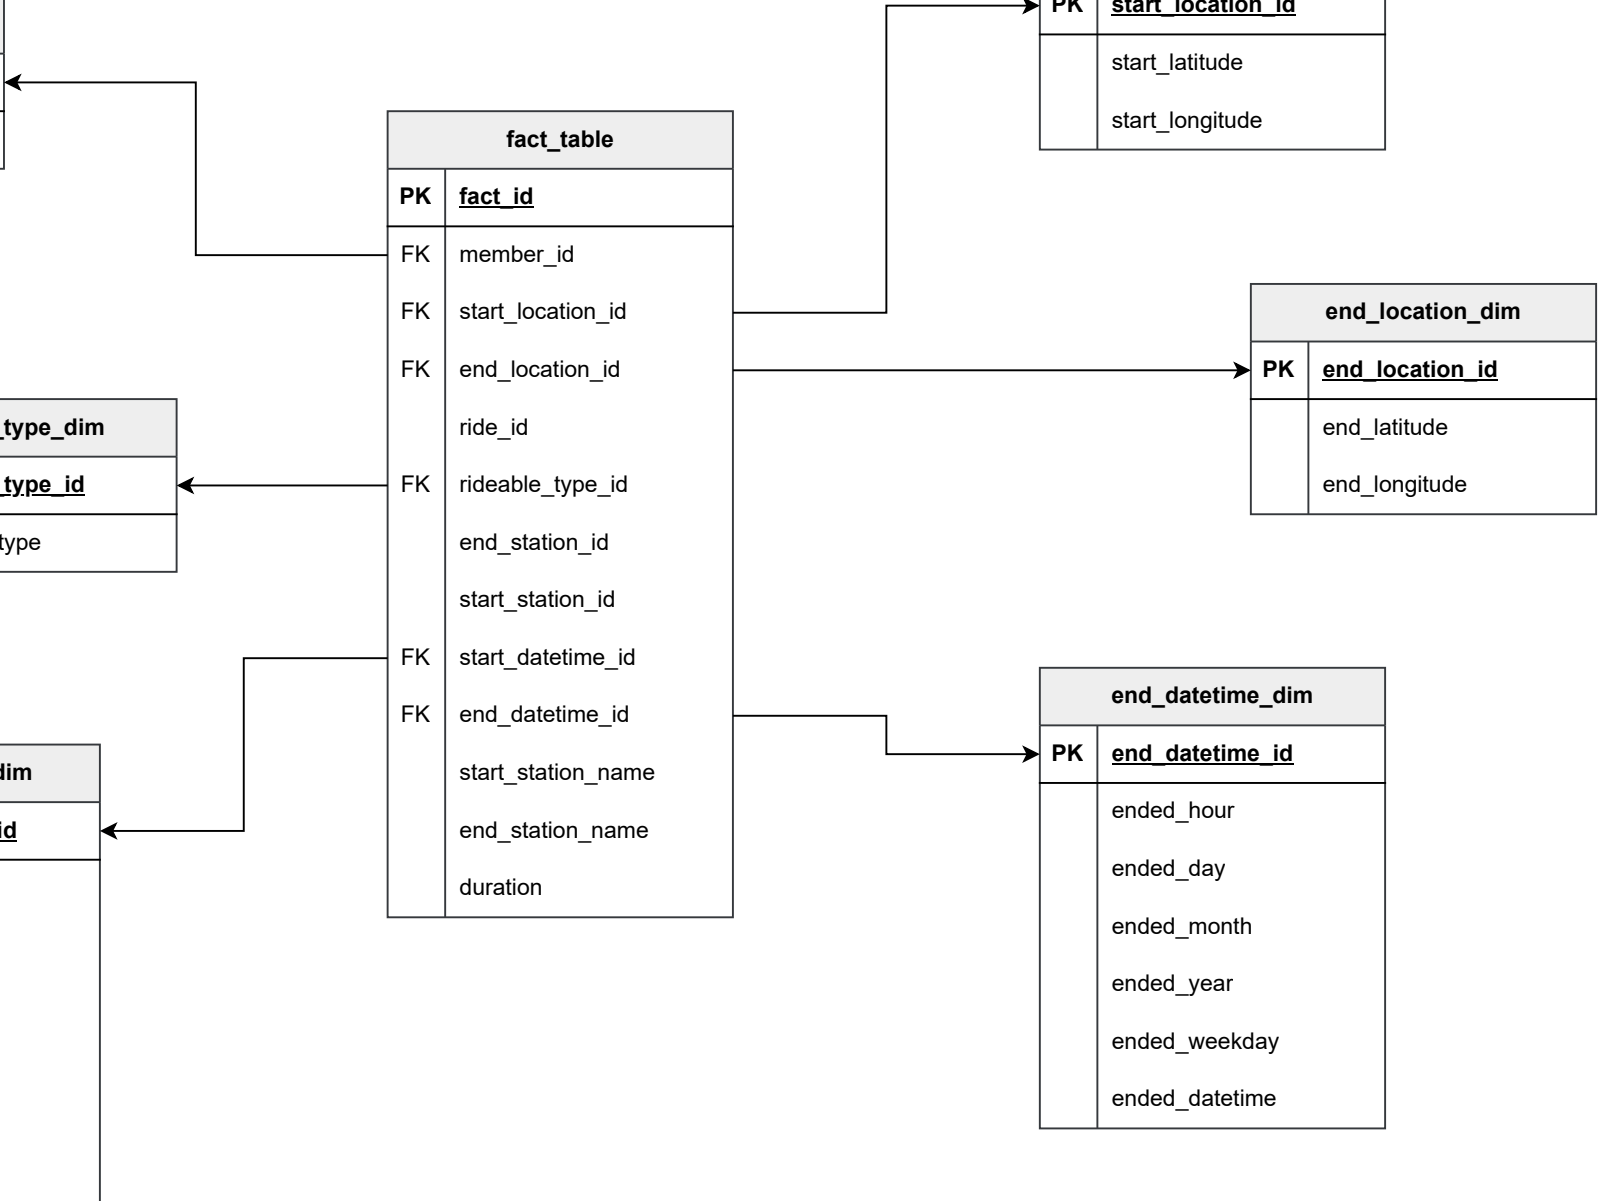 PK start_location_id
start_latitude
start_longitude
fact_table
PK fact_id
FK member_id
FK start_location_id
FK end_location_id
ride_id
FK rideable_type_id
end_station_id
start_station_id
FK start_datetime_id
FK end_datetime_id
start_station_name
end_station_name
duration
end_location_dim
PK end_location_id
end_latitude
end_longitude
_type_dim
_type_id
type
dim
id
end_datetime_dim
PK end_datetime_id
ended_hour
ended_day
ended_month
ended_year
ended_weekday
ended_datetime